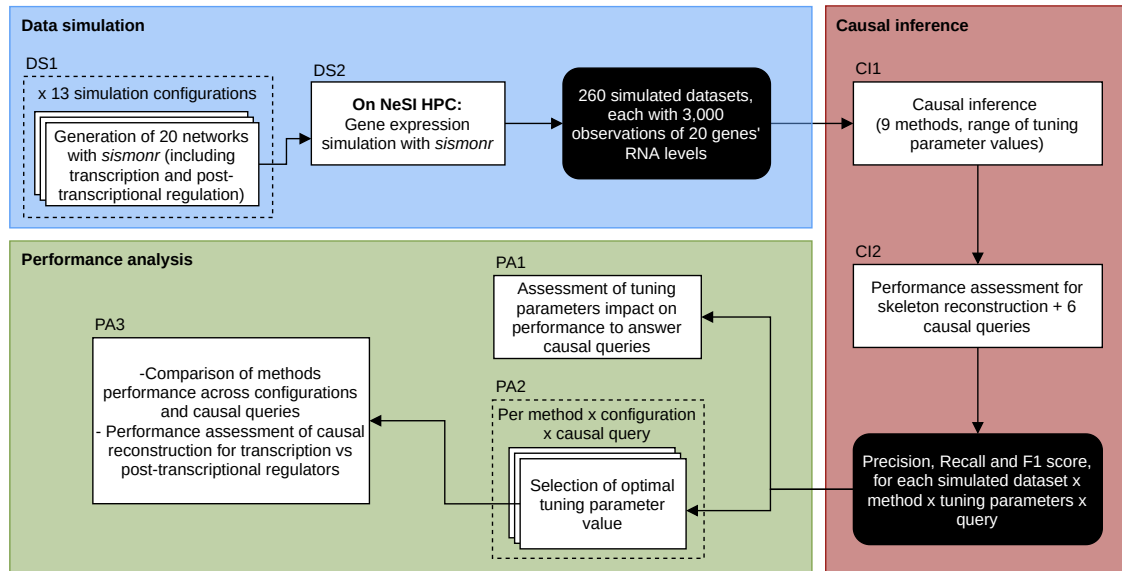 Data simulation
DS1
x 13 simulation configurations
Generation of 20 networks
with sismonr (including
transcription and post-
transcriptional regulation)
DS2
On NeSI HPC:
Gene expression
simulation with sismonr
260 simulated datasets,
each with 3,000
observations of 20 genes'
RNA levels
Causal inference
CI1
Causal inference
(9 methods, range of tuning
parameter values)
CI2
Performance assessment for
skeleton reconstruction + 6
causal queries
Precision, Recall and F1 score,
for each simulated dataset x
method x tuning parameters x
query
Performance analysis
PA1
Assessment of tuning
parameters impact on
performance to answer
causal queries
PA2
Per method x configuration
x causal query
Selection of optimal
tuning parameter
value
PA3
-Comparison of methods
performance across configurations
and causal queries
- Performance assessment of causal
reconstruction for transcription vs
post-transcriptional regulators